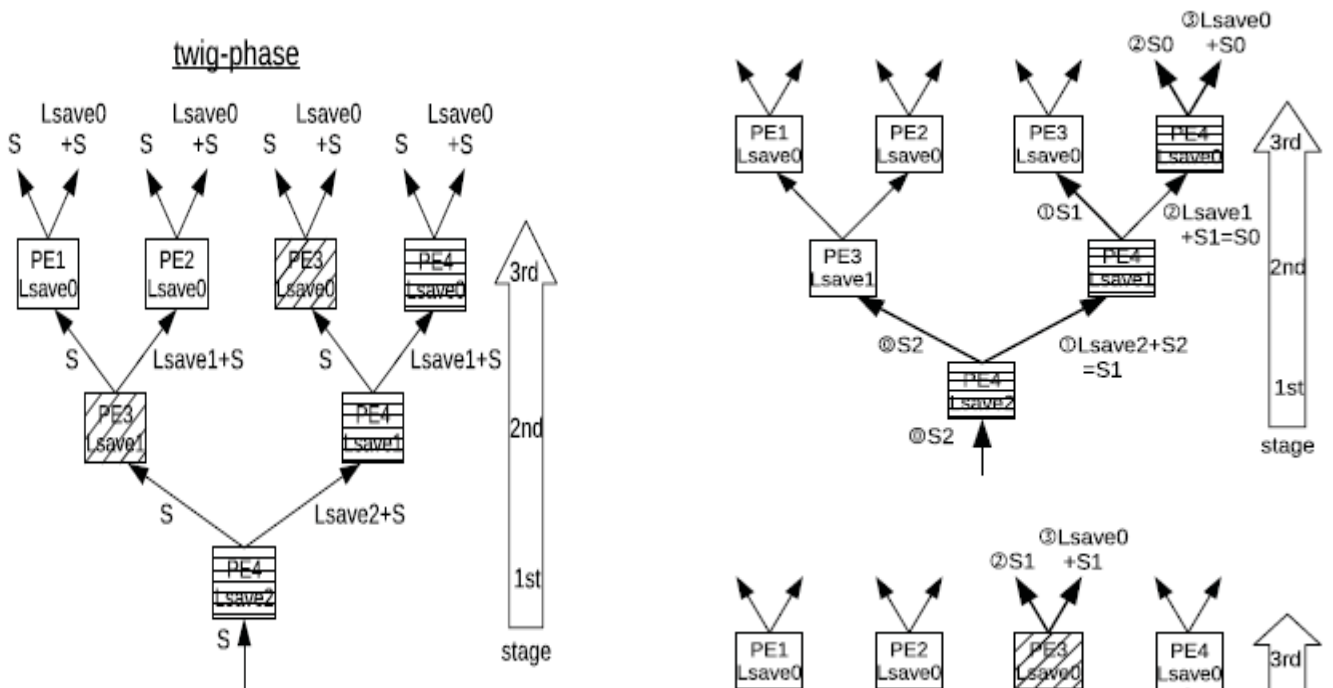 twig-phase
Lsave0 Lsave0 Lsave0 Lsave0
S +S S +S S +S S +S
PE1 PE2 PE3 PE4
Lsave0 Lsave0 Lsave0 Lsave0
3rd
S Lsave1+S S Lsave1+S
PE3 PE4
Lsave1 Lsave1
2nd
S Lsave2+S
PE4
Lsave2
1st
S
stage
③Lsave0
②S0 +S0
PE1 PE2 PE3 PE4
Lsave0 Lsave0 Lsave0 Lsave0
3rd
①S1 ②Lsave1
+S1=S0
PE3 PE4
Lsave1 Lsave1
2nd
⓪S2 ①Lsave2+S2
=S1
PE4
Lsave2
1st
⓪S2
stage
③Lsave0
②S1 +S1
PE1 PE2 PE3 PE4
Lsave0 Lsave0 Lsave0 Lsave0
3rd